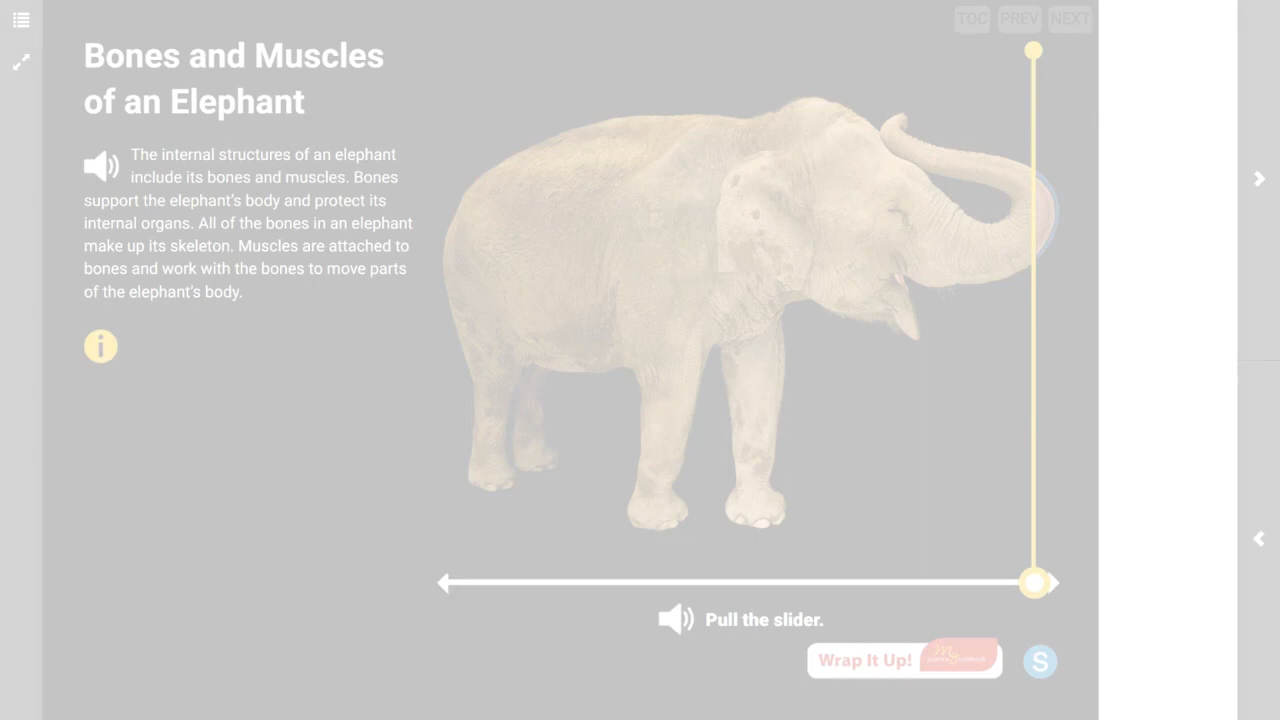 TOC PREV NEXT
Bones and Muscles
of an Elephant
The internal structures of an elephant
include its bones and muscles. Bones
support the elephant's body and protect its
internal organs. All of the bones in an elephant
make up its skeleton. Muscles are attached to
bones and work with the bones to move parts
of the elephant's body.
i
Pull the slider.
Wrap It Up! My
S